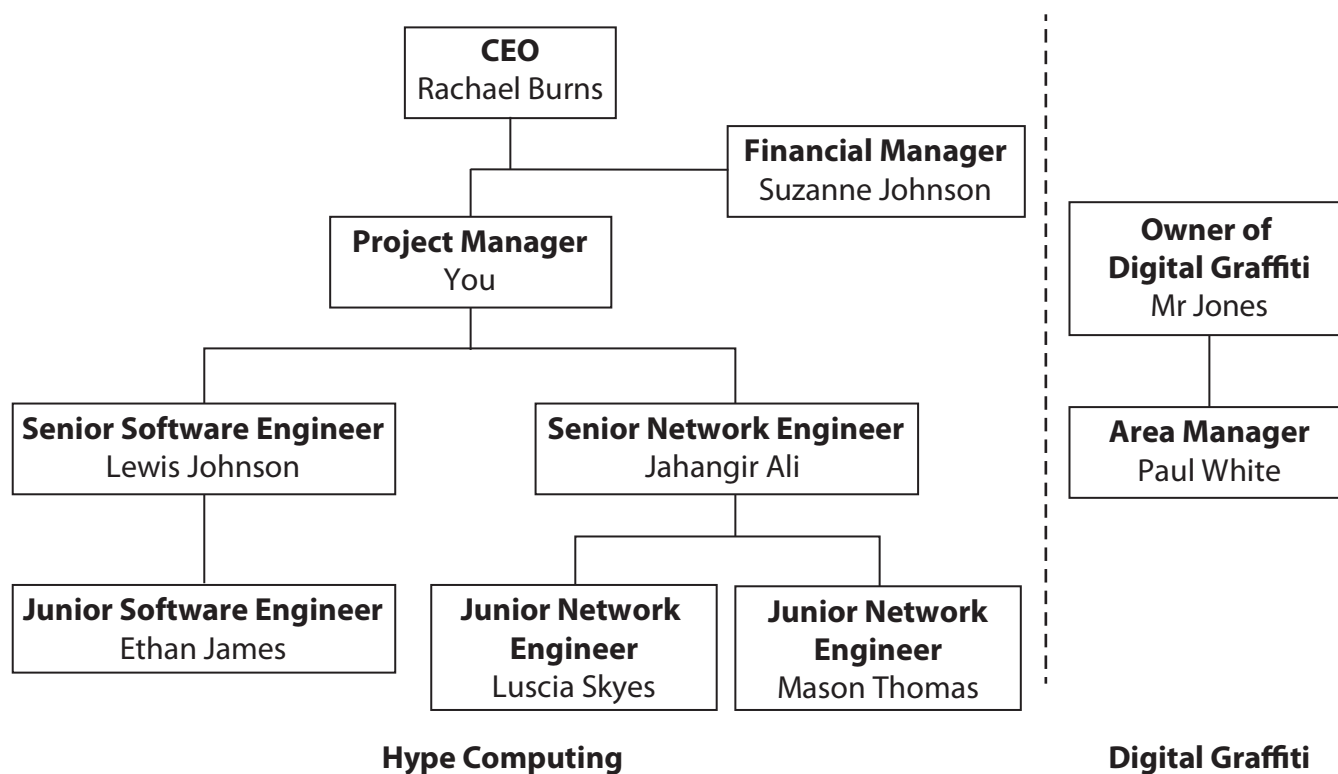 CEO
Rachael Burns
Financial Manager
Suzanne Johnson
Project Manager
You
Owner of
Digital Graffiti
Mr Jones
Senior Software Engineer
Lewis Johnson
Senior Network Engineer
Jahangir Ali
Area Manager
Paul White
Junior Software Engineer
Ethan James
Junior Network
Engineer
Luscia Skyes
Junior Network
Engineer
Mason Thomas
Hype Computing
Digital Graffiti